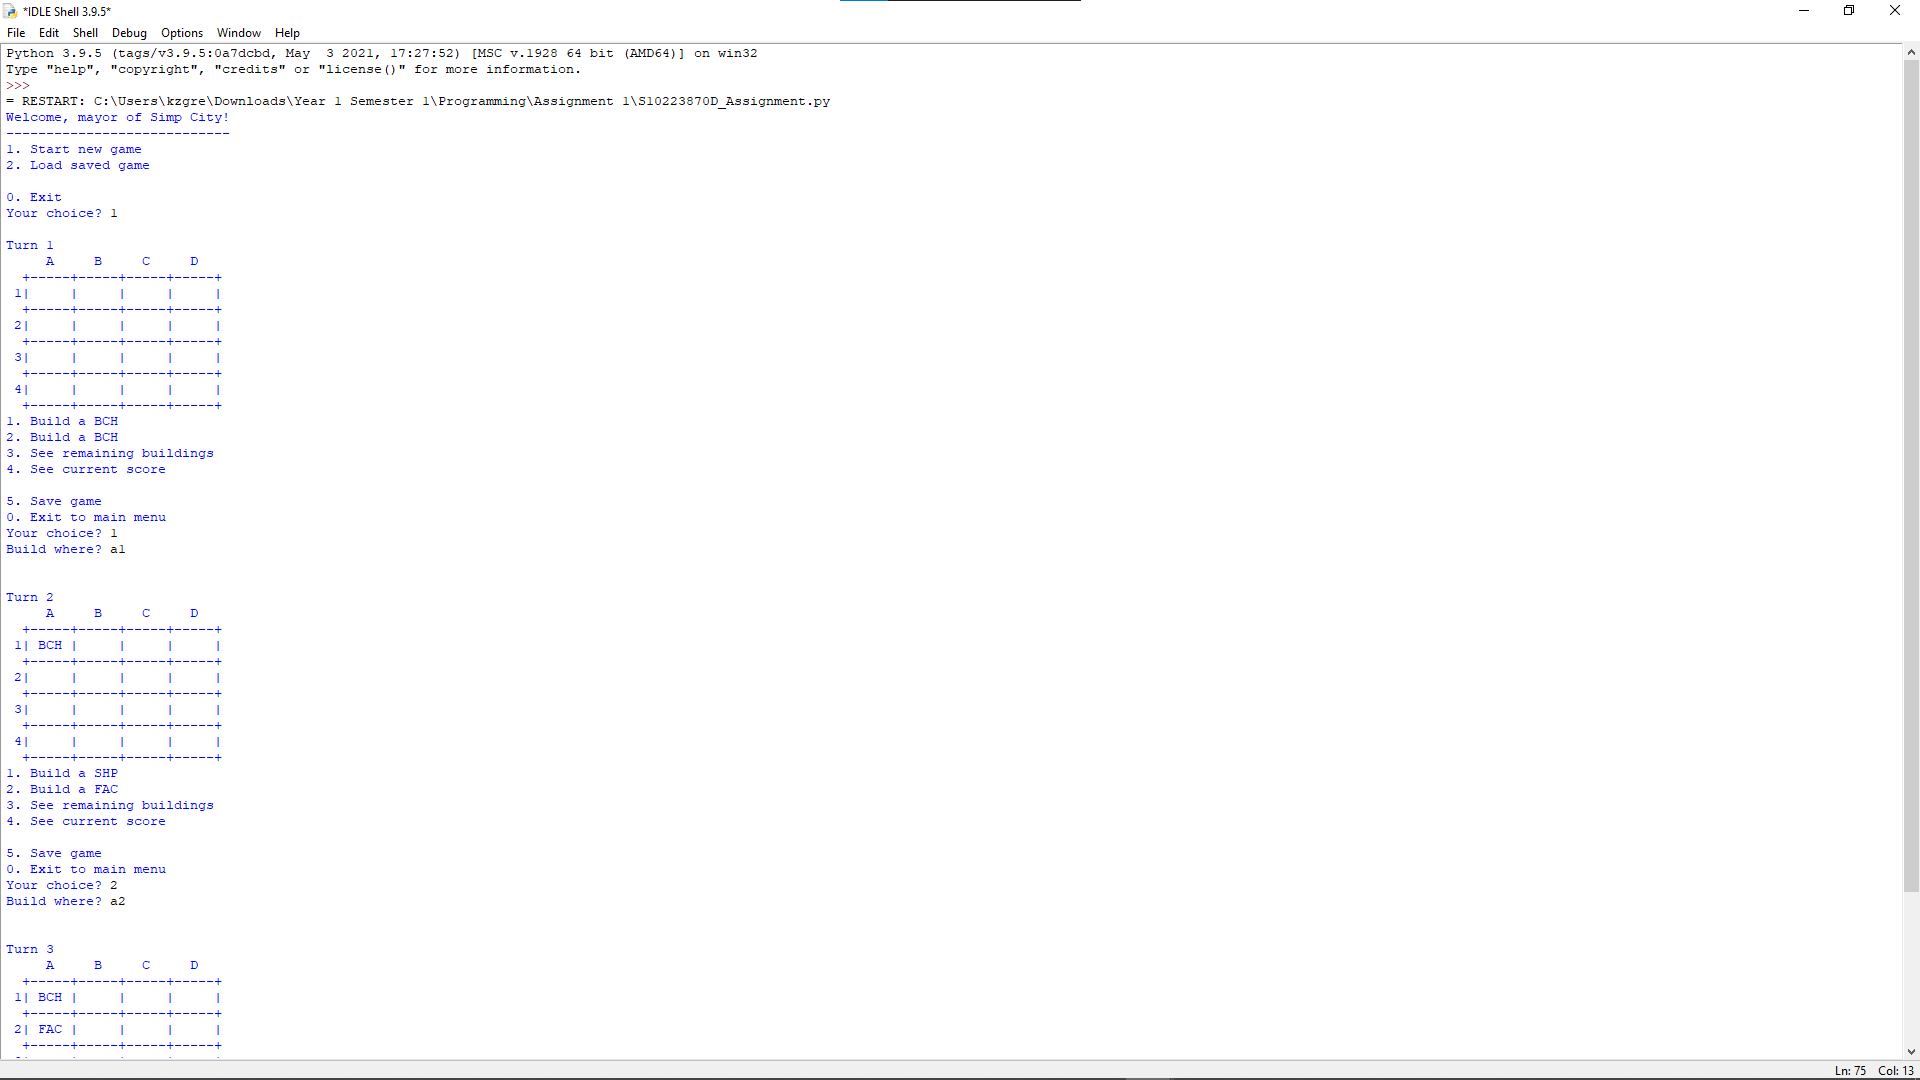 *IDLE Shell 3.9.5*
File Edit Shell Debug Options Window Help
Python 3.9.5 (tags/v3.9.5:0a7dcbd, May  3 2021, 17:27:52) [MSC v.1928 64 bit (AMD64)] on win32
Type "help", "copyright", "credits" or "license()" for more information.
>>>
= RESTART: C:\Users\kzgre\Downloads\Year 1 Semester 1\Programming\Assignment 1\S10223870D_Assignment.py
Welcome, mayor of Simp City!
----------------------------
1. Start new game
2. Load saved game
0. Exit
Your choice? 1
Turn 1
     A     B     C     D
  +-----+-----+-----+-----+
 1|     |     |     |     |
  +-----+-----+-----+-----+
 2|     |     |     |     |
  +-----+-----+-----+-----+
 3|     |     |     |     |
  +-----+-----+-----+-----+
 4|     |     |     |     |
  +-----+-----+-----+-----+
1. Build a BCH
2. Build a BCH
3. See remaining buildings
4. See current score
5. Save game
0. Exit to main menu
Your choice? 1
Build where? a1
Turn 2
     A     B     C     D
  +-----+-----+-----+-----+
 1| BCH |     |     |     |
  +-----+-----+-----+-----+
 2|     |     |     |     |
  +-----+-----+-----+-----+
 3|     |     |     |     |
  +-----+-----+-----+-----+
 4|     |     |     |     |
  +-----+-----+-----+-----+
1. Build a SHP
2. Build a FAC
3. See remaining buildings
4. See current score
5. Save game
0. Exit to main menu
Your choice? 2
Build where? a2
Turn 3
     A     B     C     D
  +-----+-----+-----+-----+
 1| BCH |     |     |     |
  +-----+-----+-----+-----+
 2| FAC |     |     |     |
  +-----+-----+-----+-----+
Ln: 75 Col: 13